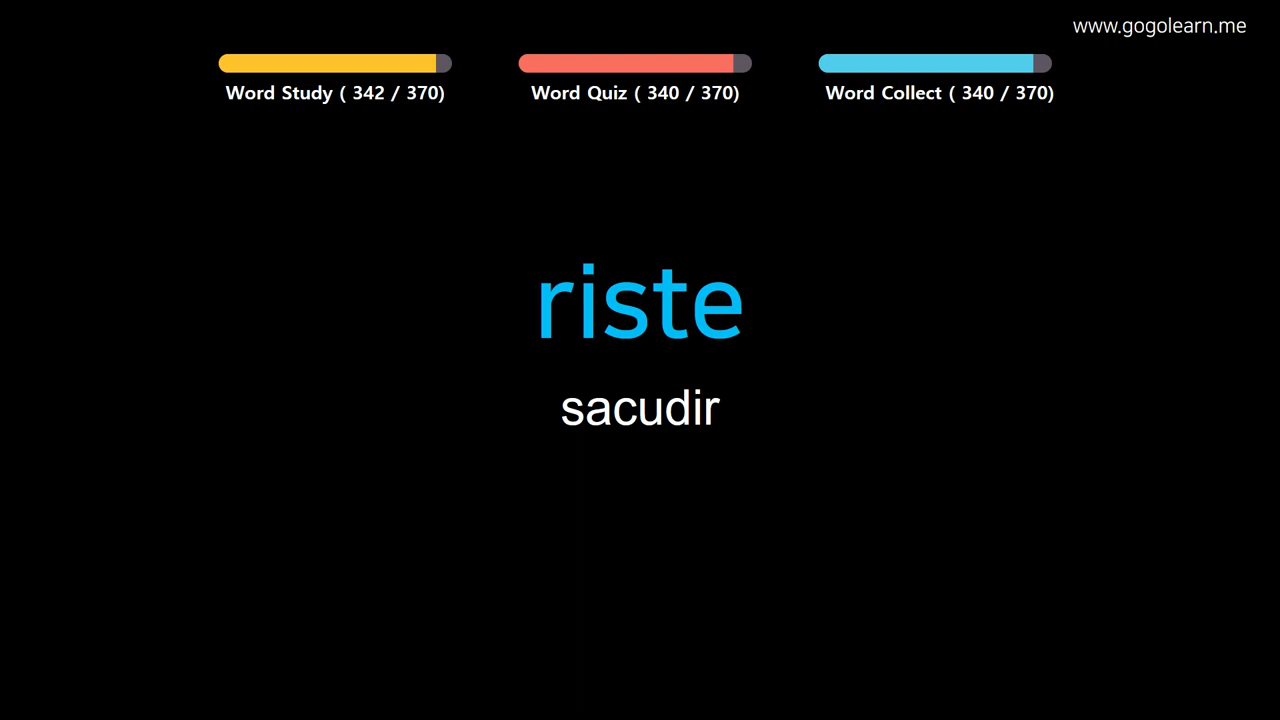 www.gogolearn.me
Word Study ( 342 / 370)
Word Quiz ( 340 / 370)
Word Collect ( 340 / 370)
riste
sacudir